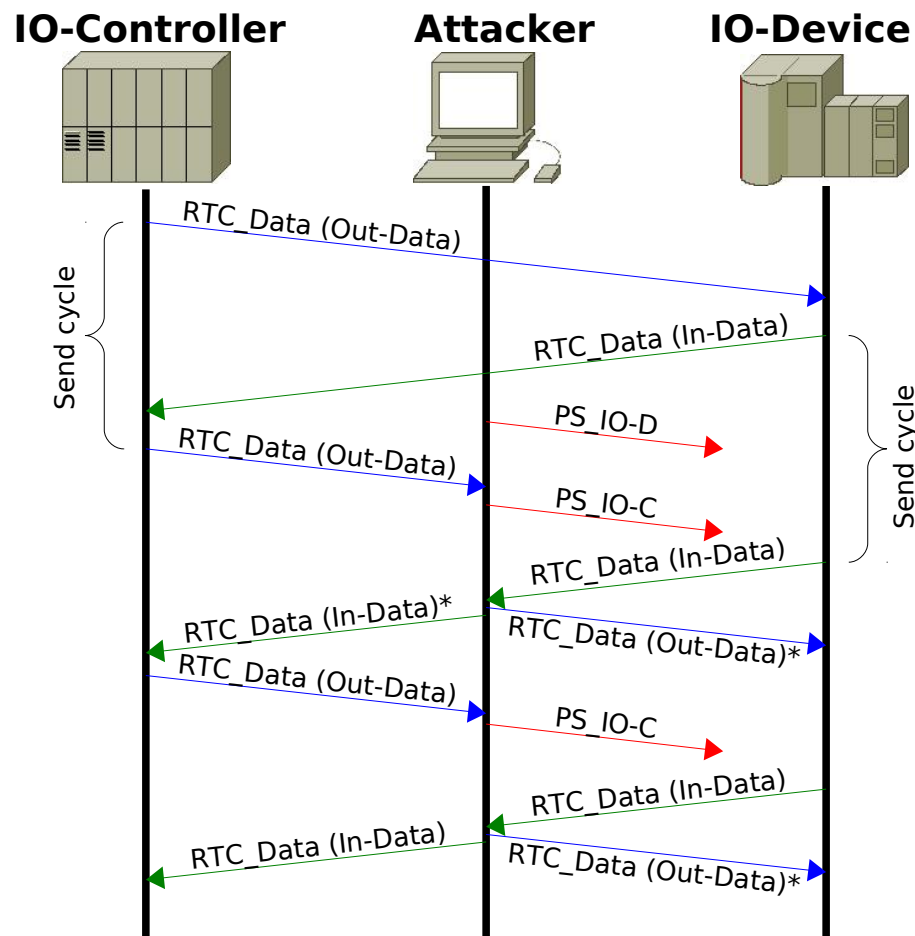 IO-Controller
Attacker
IO-Device
RTC_Data (Out-Data)
Send cycle
RTC_Data (In-Data)
PS_IO-D
RTC_Data (Out-Data)
Send cycle
PS_IO-C
RTC_Data (In-Data)
RTC_Data (In-Data)*
RTC_Data (Out-Data)*
RTC_Data (Out-Data)
PS_IO-C
RTC_Data (In-Data)
RTC_Data (In-Data)
RTC_Data (Out-Data)*